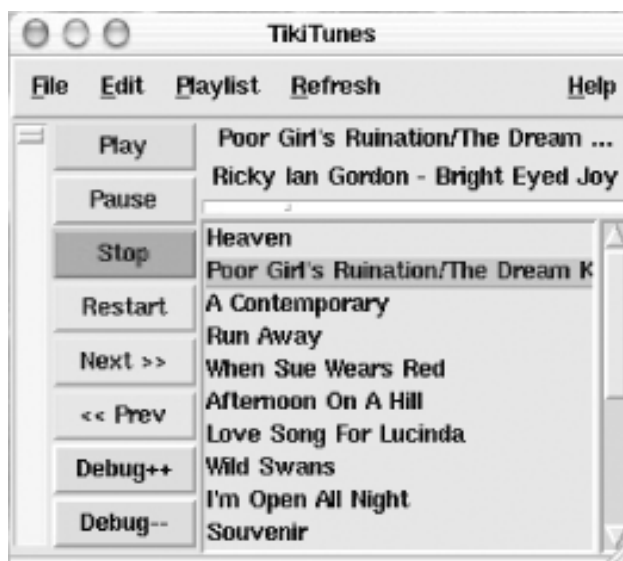 TikiTunes
File Edit Playlist Refresh Help
Play
Pause
Stop
Restart
Next >>
<< Prev
Debug++
Debug--
Poor Girl's Ruination/The Dream ...
Ricky Ian Gordon - Bright Eyed Joy
Heaven
Poor Girl's Ruination/The Dream K
A Contemporary
Run Away
When Sue Wears Red
Afternoon On A Hill
Love Song For Lucinda
Wild Swans
I'm Open All Night
Souvenir